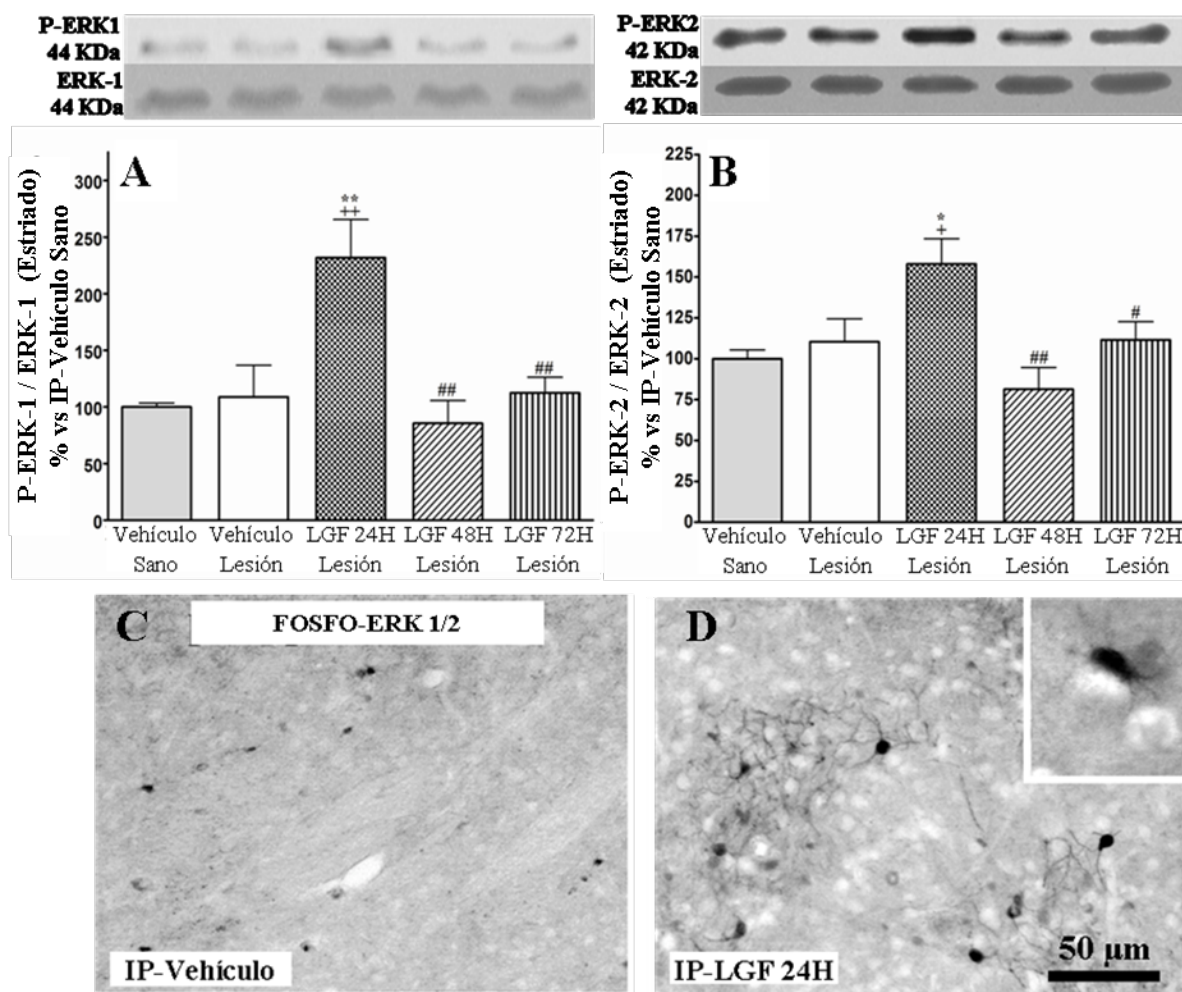 P-ERK1
44 KDa
ERK-1
44 KDa
P-ERK2
42 KDa
ERK-2
42 KDa
A
P-ERK-1 / ERK-1 (Estriado)
% vs IP-Vehículo Sano
300
250
200
150
100
50
0
**
++
##
##
Vehículo Vehículo LGF 24H LGF 48H LGF 72H
Sano Lesión Lesión Lesión Lesión
B
P-ERK-2 / ERK-2 (Estriado)
% vs IP-Vehículo Sano
225
200
175
150
125
100
75
50
25
0
*
+
##
#
Vehículo Vehículo LGF 24H LGF 48H LGF 72H
Sano Lesión Lesión Lesión Lesión
C
FOSFO-ERK 1/2
IP-Vehículo
D
IP-LGF 24H
50 µm